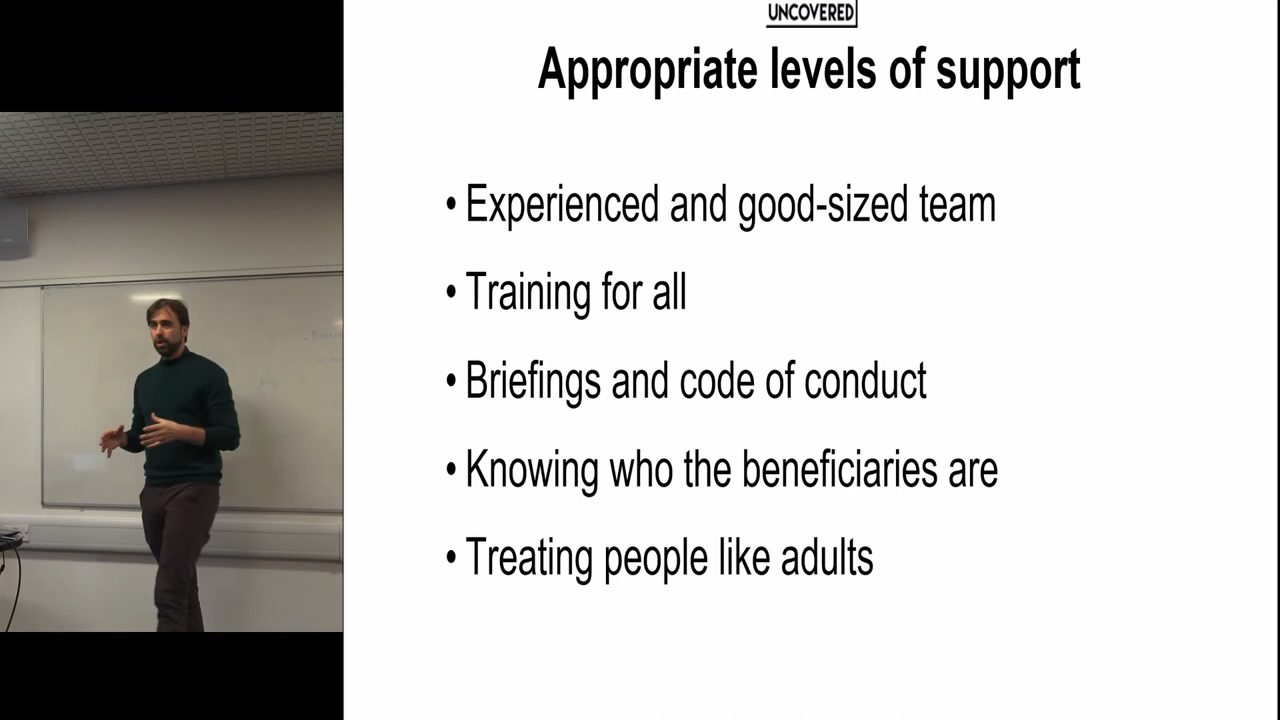 UNCOVERED
Appropriate levels of support
• Experienced and good-sized team
• Training for all
• Briefings and code of conduct
• Knowing who the beneficiaries are
• Treating people like adults